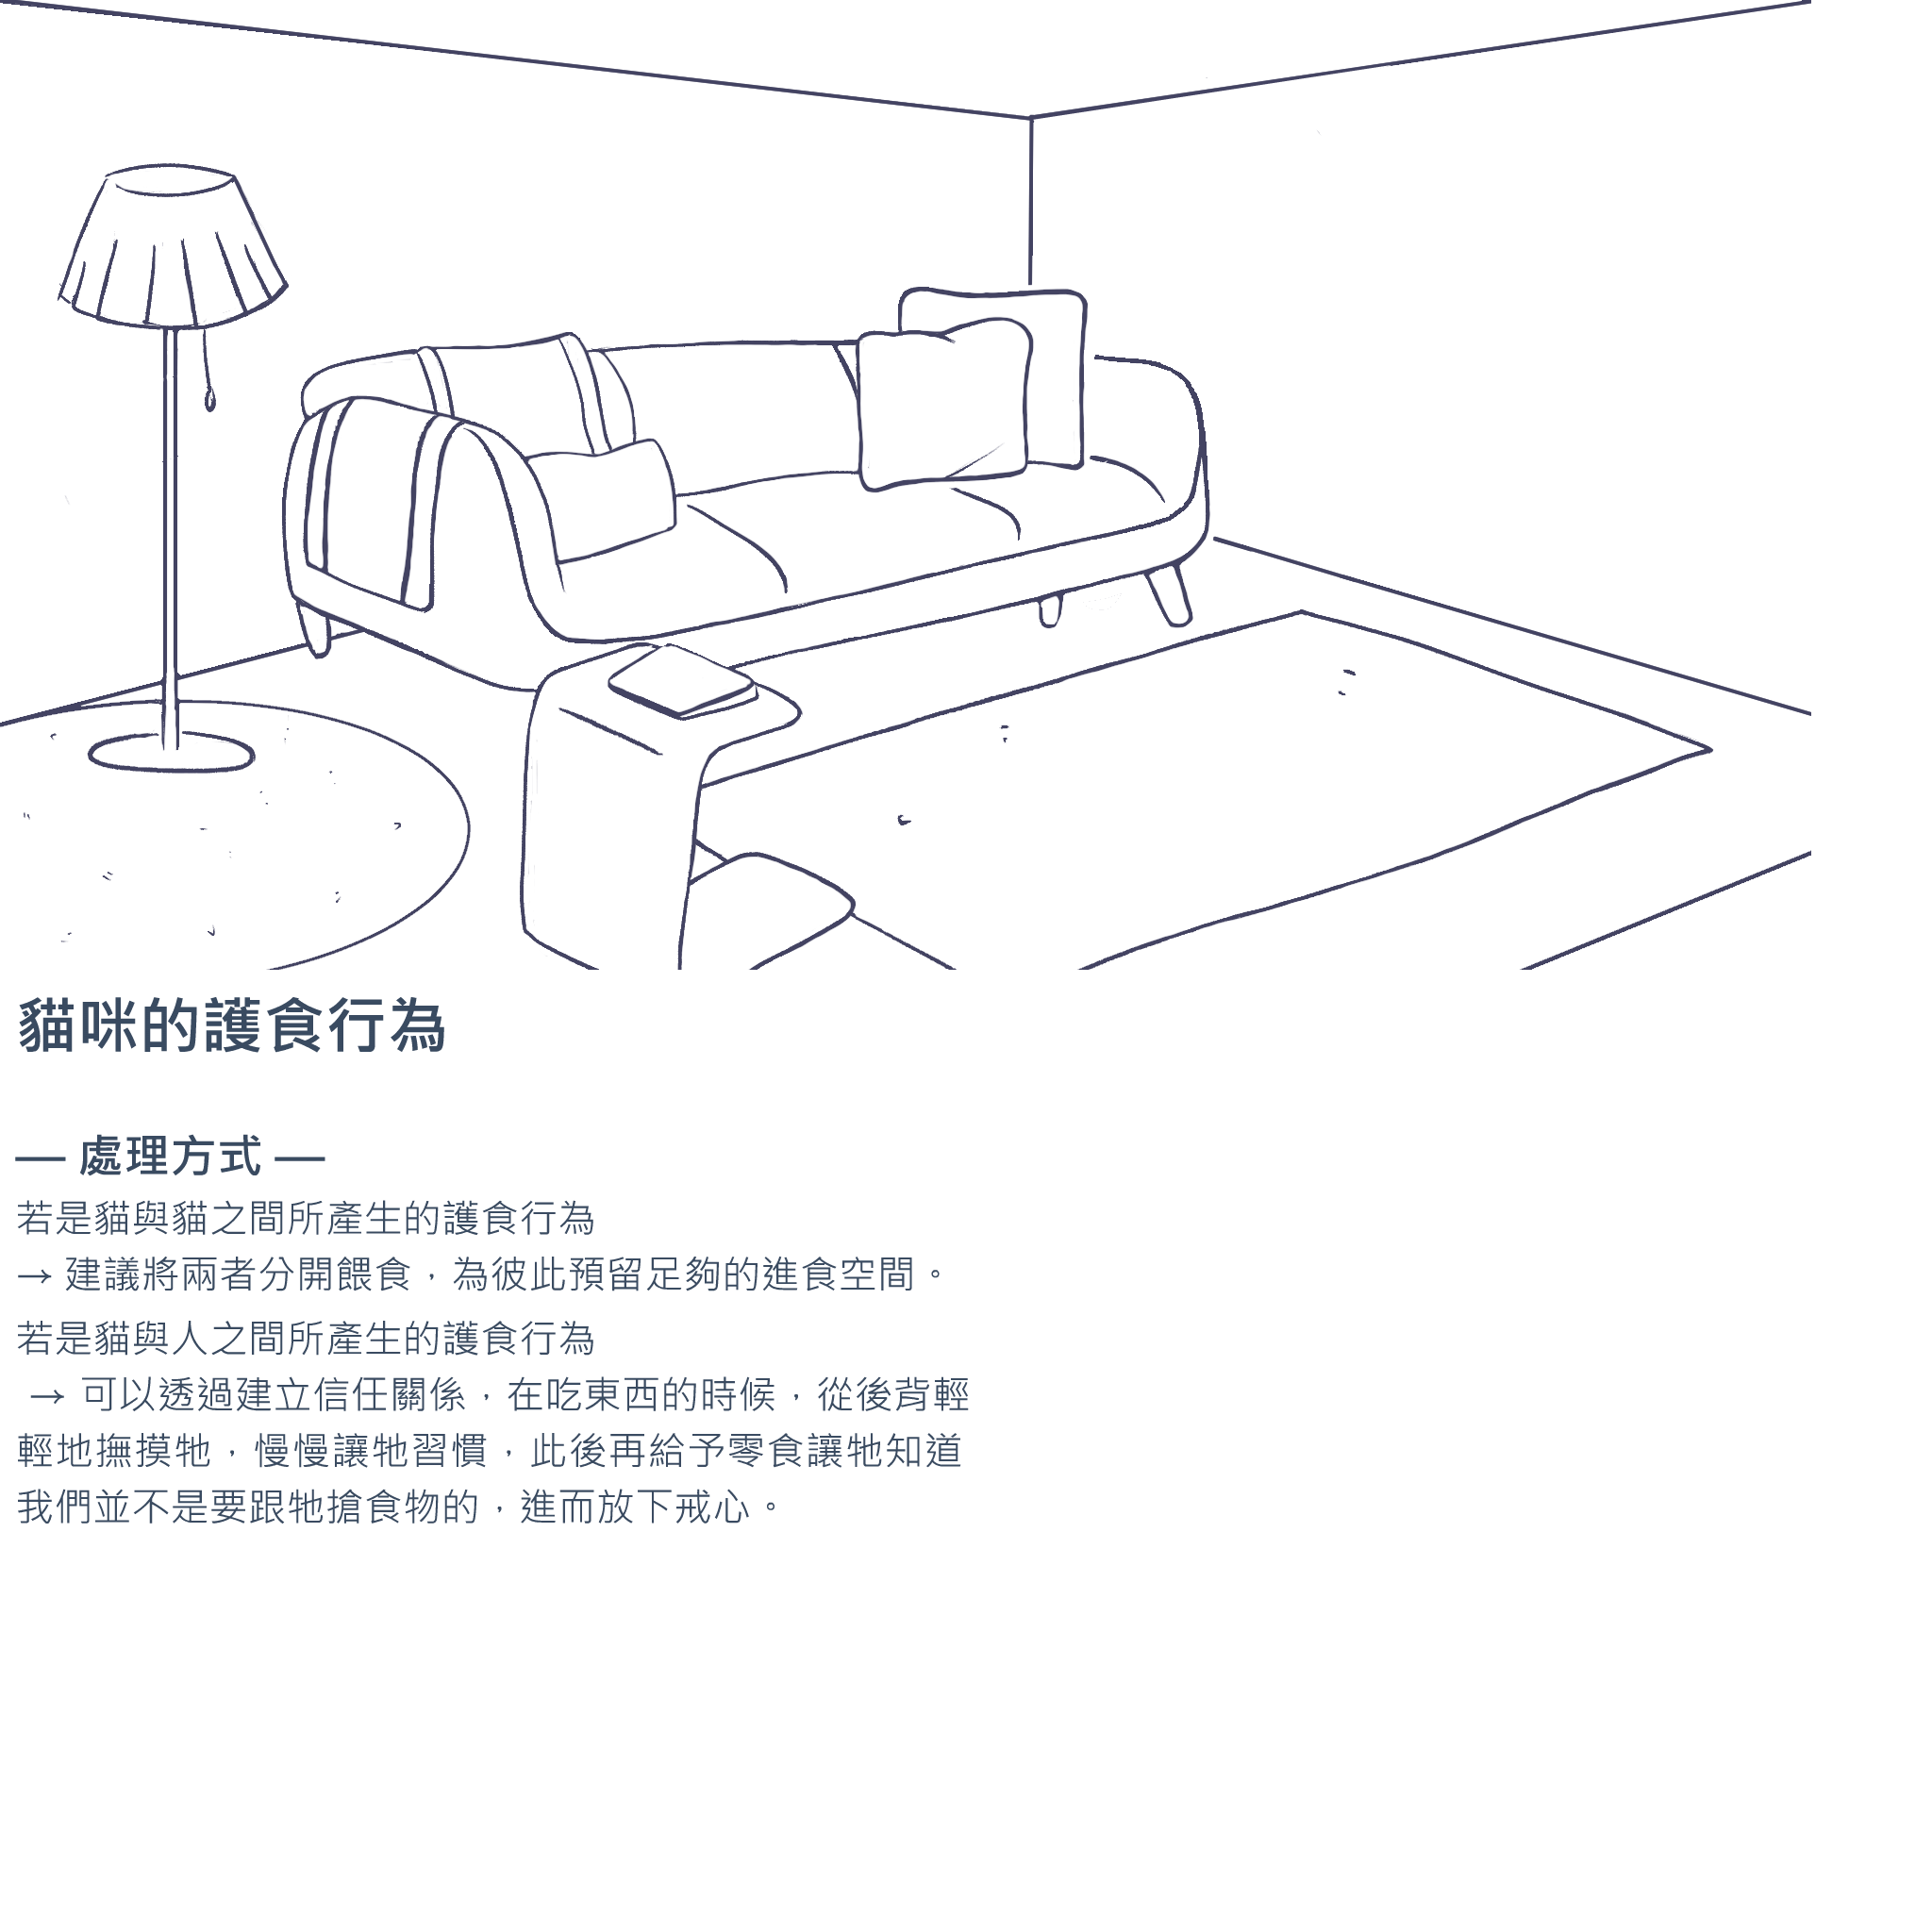 貓咪的護食行為
— 處理方式 —
若是貓與貓之間所產生的護食行為
→ 建議將兩者分開餵食，為彼此預留足夠的進食空間。
若是貓與人之間所產生的護食行為
→ 可以透過建立信任關係，在吃東西的時候，從後背輕
輕地撫摸牠，慢慢讓牠習慣，此後再給予零食讓牠知道
我們並不是要跟牠搶食物的，進而放下戒心。